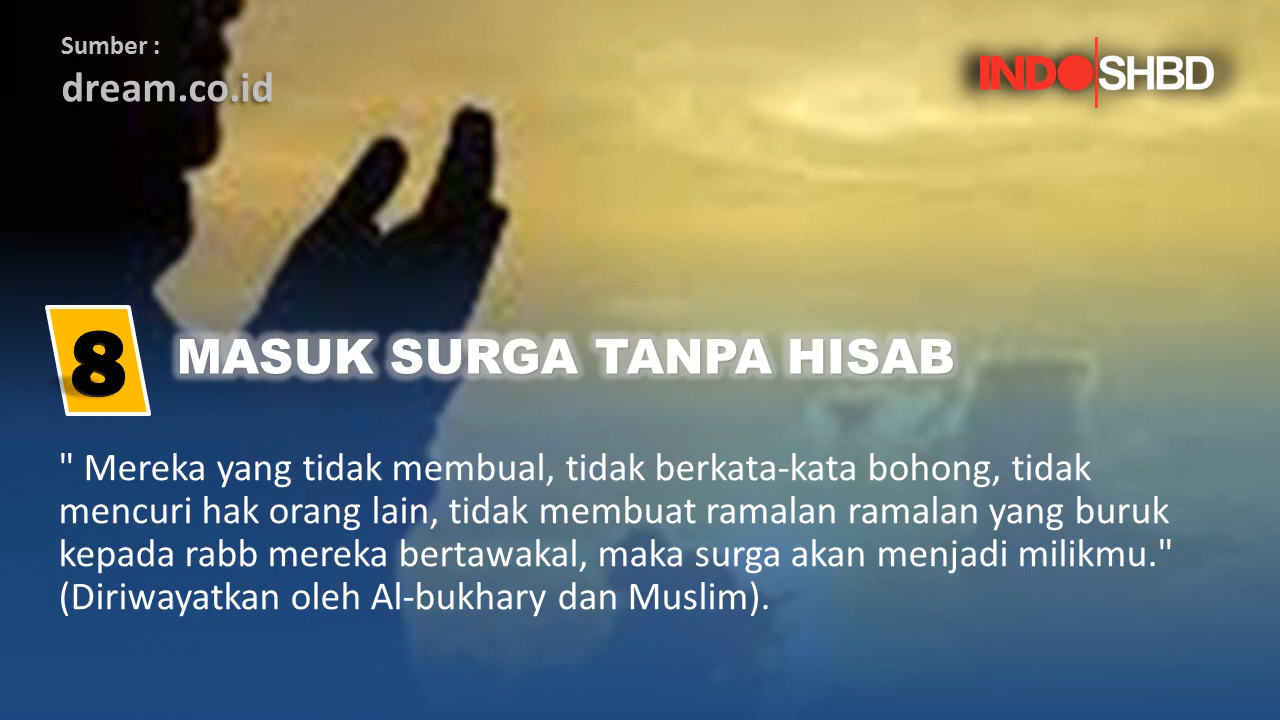 Sumber :
dream.co.id
INDOSHBD
8
MASUK SURGA TANPA HISAB
" Mereka yang tidak membual, tidak berkata-kata bohong, tidak
mencuri hak orang lain, tidak membuat ramalan ramalan yang buruk
kepada rabb mereka bertawakal, maka surga akan menjadi milikmu."
(Diriwayatkan oleh Al-bukhary dan Muslim).